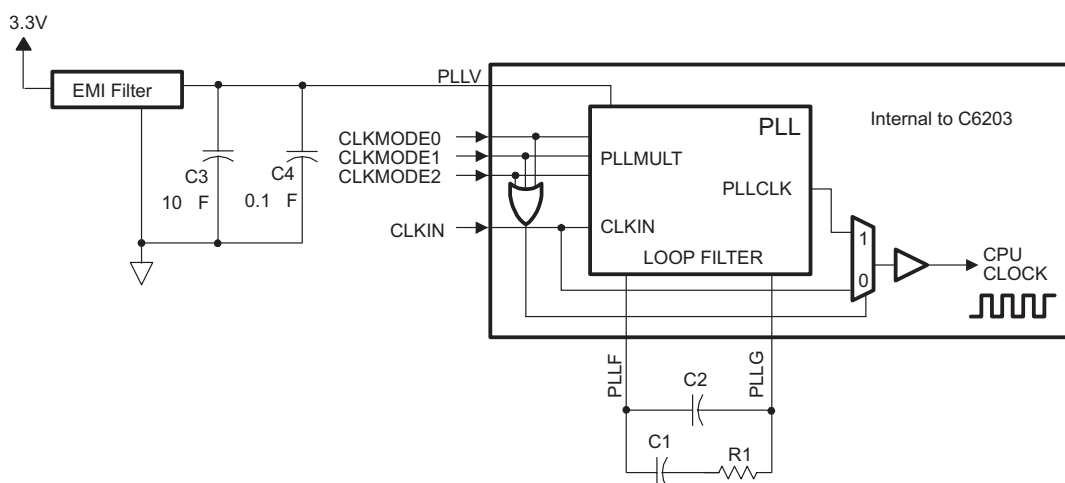 3.3V
EMI Filter
PLLV
C3
10 F
C4
0.1 F
CLKMODE0
CLKMODE1
CLKMODE2
CLKIN
PLL
PLLMULT
PLLCLK
CLKIN
LOOP FILTER
Internal to C6203
1
0
CPU
CLOCK
PLLF
PLLG
C2
C1
R1